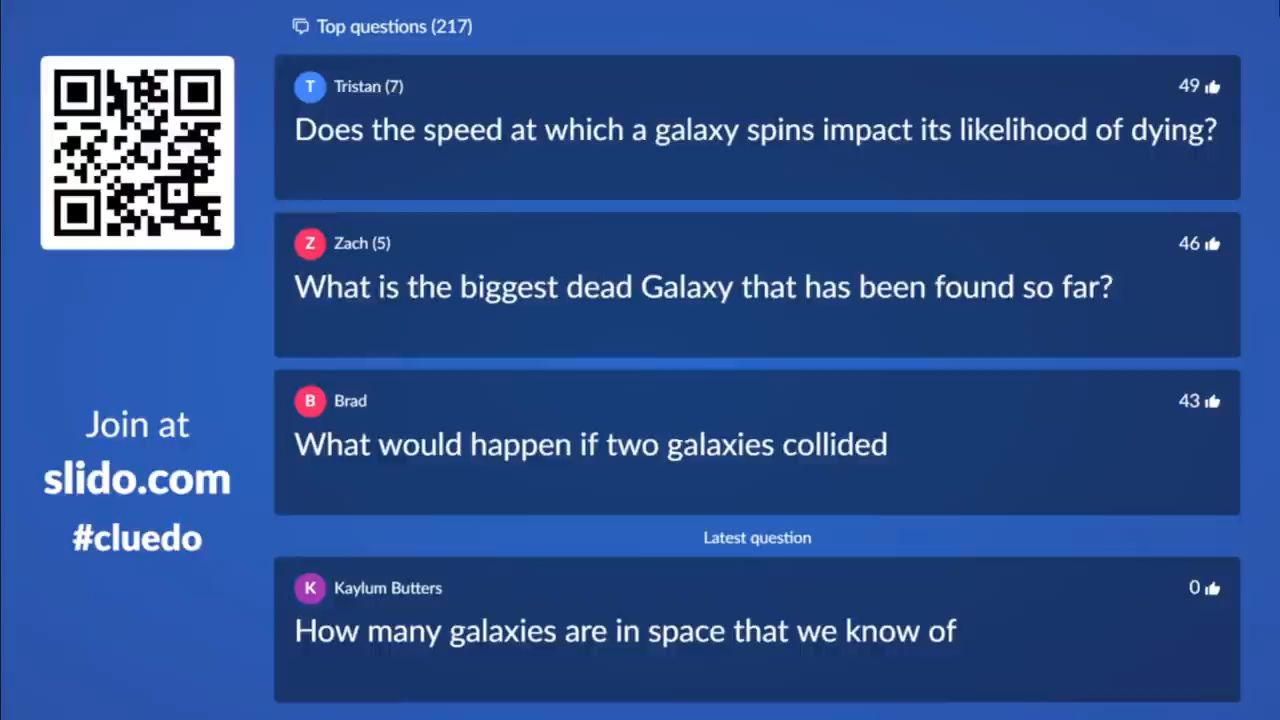 Top questions (217)
T Tristan (7) 49
Does the speed at which a galaxy spins impact its likelihood of dying?
Z Zach (5) 46
What is the biggest dead Galaxy that has been found so far?
B Brad 43
What would happen if two galaxies collided
Join at
slido.com
#cluedo
Latest question
K Kaylum Butters 0
How many galaxies are in space that we know of